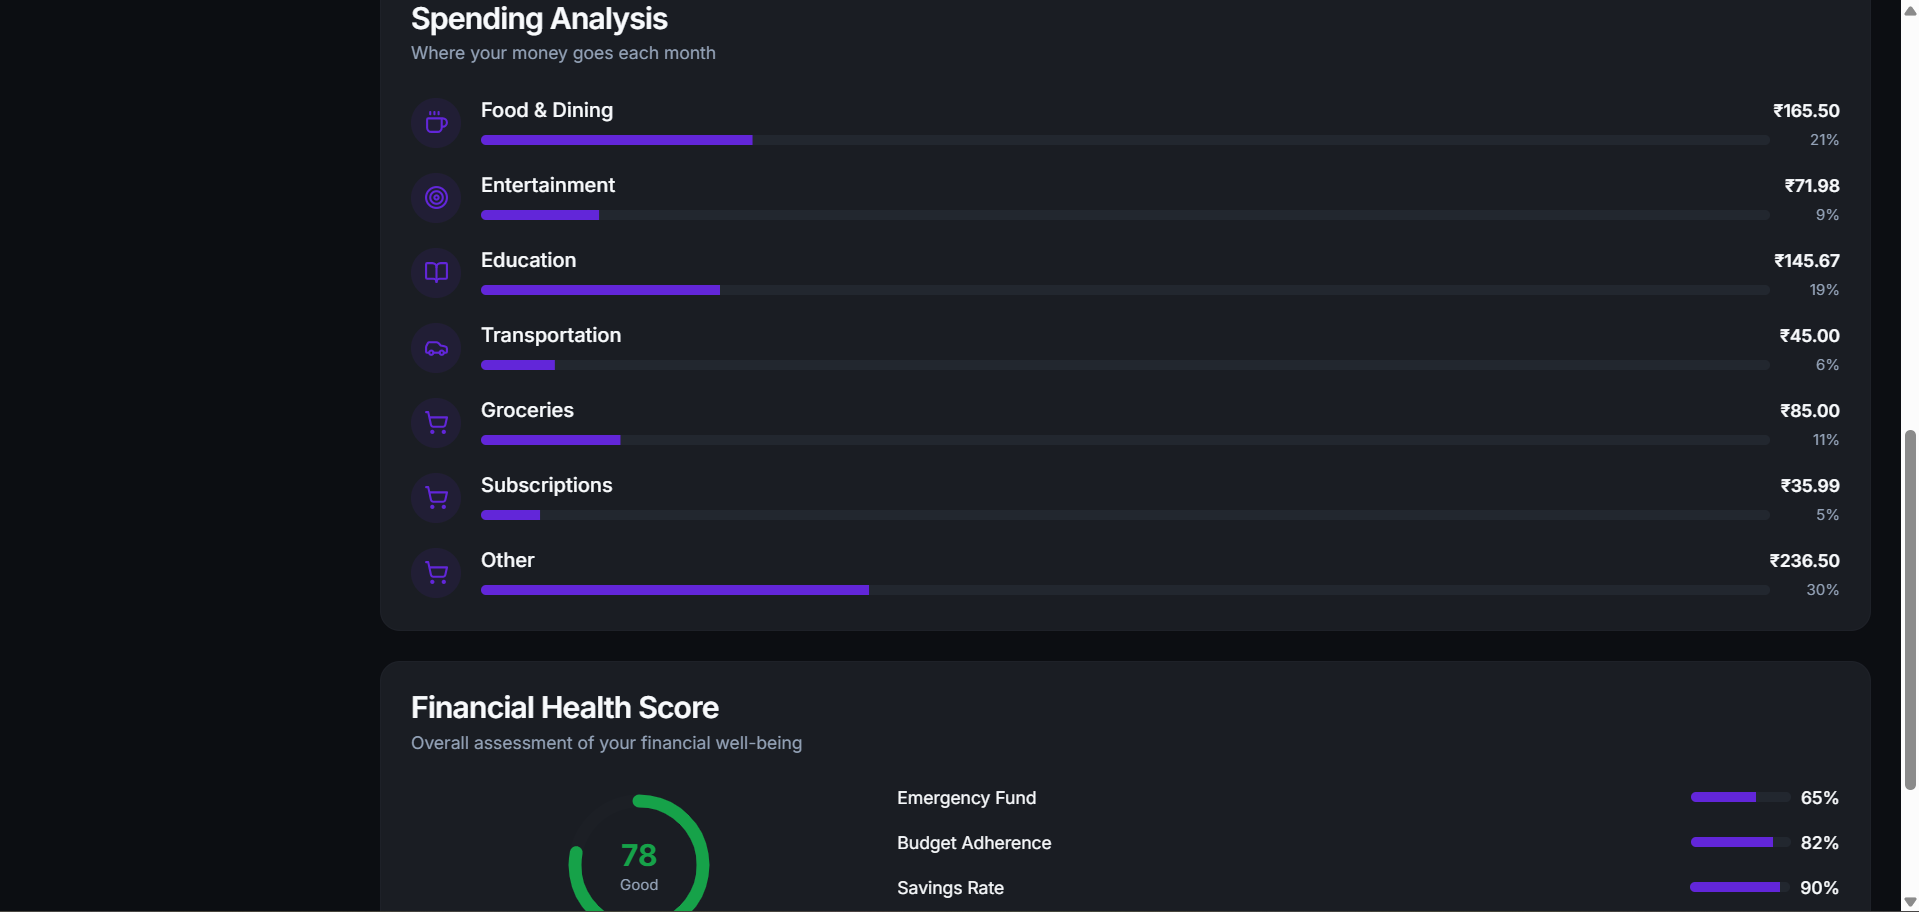 Spending Analysis
Where your money goes each month
Food & Dining
₹165.50
21%
Entertainment
₹71.98
9%
Education
₹145.67
19%
Transportation
₹45.00
6%
Groceries
₹85.00
11%
Subscriptions
₹35.99
5%
Other
₹236.50
30%
Financial Health Score
Overall assessment of your financial well-being
78
Good
Emergency Fund 65%
Budget Adherence 82%
Savings Rate 90%